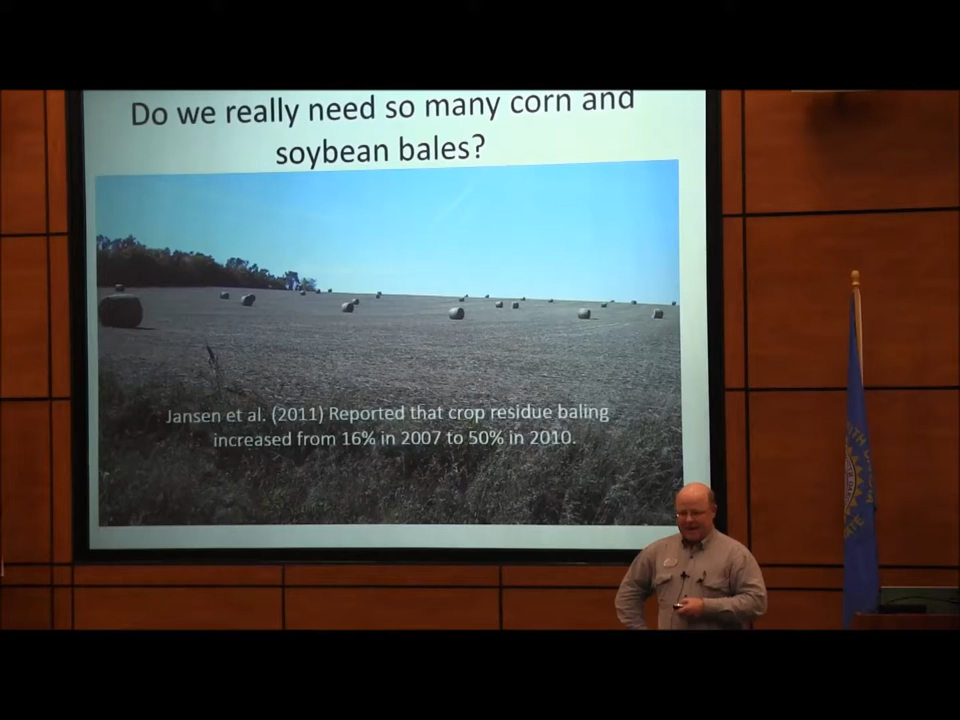 Do we really need so many corn and
soybean bales?
Jansen et al. (2011) Reported that crop residue baling
increased from 16% in 2007 to 50% in 2010.